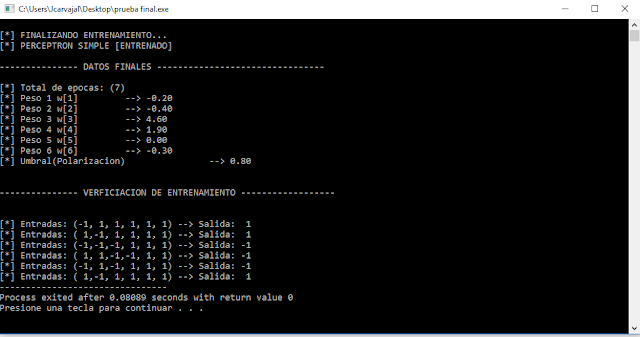 C:\Users\Jcarvajal\Desktop\prueba final.exe
[*] FINALIZANDO ENTRENAMIENTO...
[*] PERCEPTRON SIMPLE [ENTRENADO]
--------------- DATOS FINALES --------------------------------
[*] Total de epocas: (7)
[*] Peso 1 w[1] --> -0.20
[*] Peso 2 w[2] --> -0.40
[*] Peso 3 w[3] --> 4.60
[*] Peso 4 w[4] --> 1.90
[*] Peso 5 w[5] --> 0.00
[*] Peso 6 w[6] --> -0.30
[*] Umbral(Polarizacion) --> 0.80
--------------- VERFICIACION DE ENTRENAMIENTO ------------------
[*] Entradas: (-1, 1, 1, 1, 1, 1) --> Salida: 1
[*] Entradas: ( 1,-1, 1, 1, 1, 1) --> Salida: 1
[*] Entradas: (-1,-1,-1, 1, 1, 1) --> Salida: -1
[*] Entradas: ( 1, 1,-1,-1, 1, 1) --> Salida: -1
[*] Entradas: (-1, 1,-1, 1, 1, 1) --> Salida: -1
[*] Entradas: ( 1,-1, 1, 1, 1, 1) --> Salida: 1
--------------------------------
Process exited after 0.08089 seconds with return value 0
Presione una tecla para continuar . . .